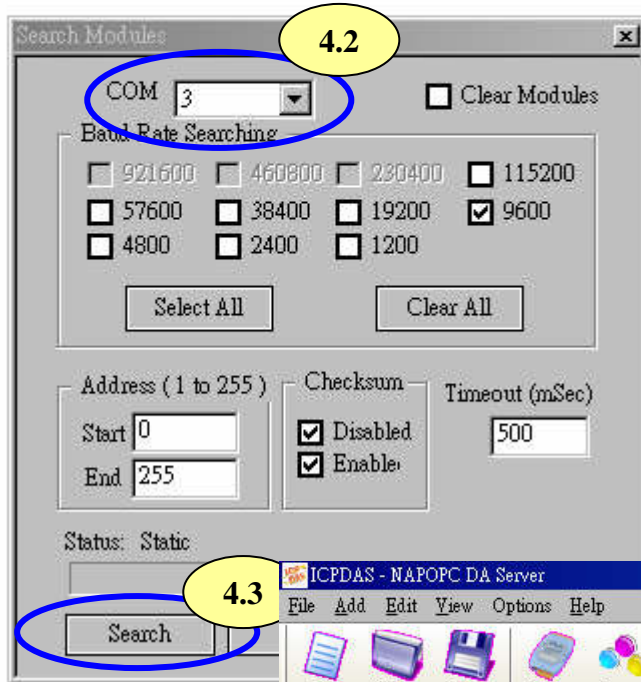 Search Modules
4.2
COM 3
Clear Modules
Baud Rate Searching
921600 460800 230400 115200
57600 38400 19200 9600
4800 2400 1200
Select All Clear All
Address ( 1 to 255 )
Start 0
End 255
Checksum
Disabled
Enable
Timeout (mSec)
500
Status: Static
4.3
Search
ICPDAS - NAPOPC DA Server
File Add Edit View Options Help